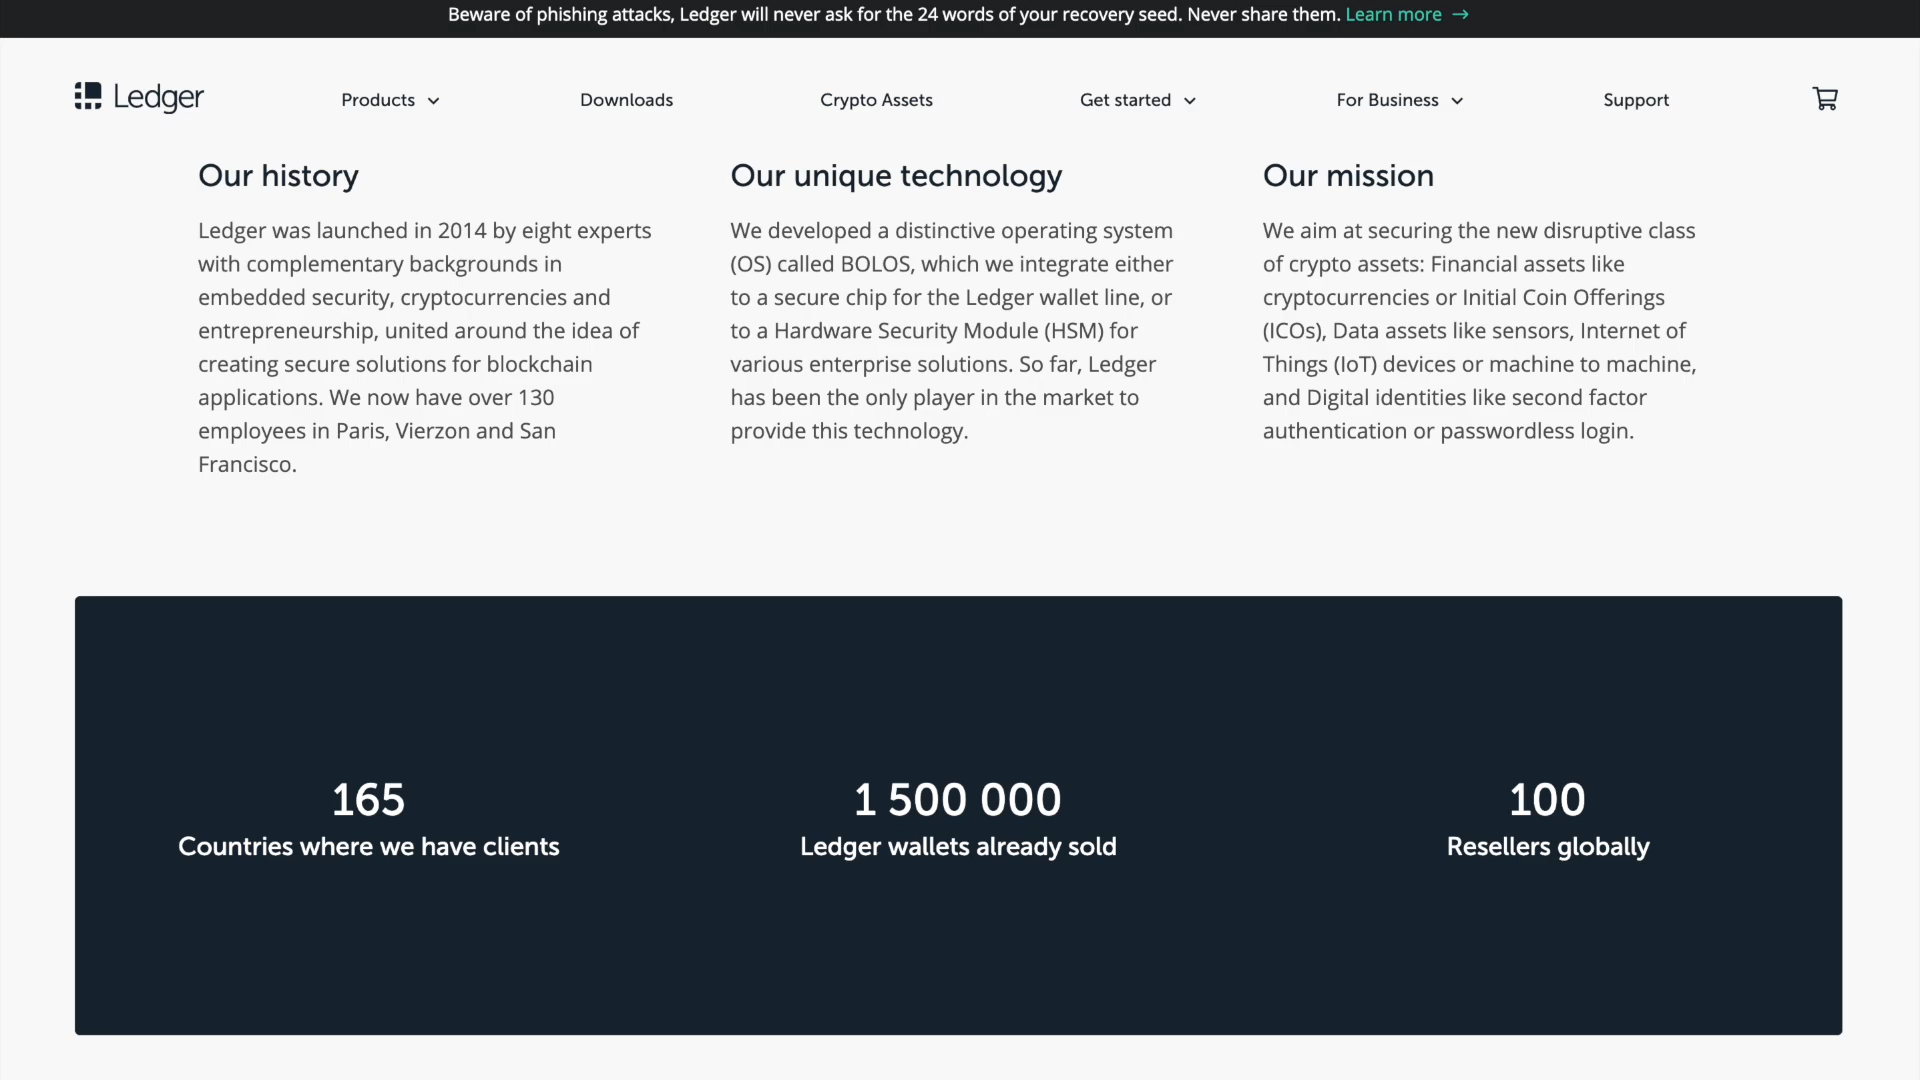 Beware of phishing attacks, Ledger will never ask for the 24 words of your recovery seed. Never share them. Learn more →
Ledger
Products
Downloads
Crypto Assets
Get started
For Business
Support
Our history
Ledger was launched in 2014 by eight experts
with complementary backgrounds in
embedded security, cryptocurrencies and
entrepreneurship, united around the idea of
creating secure solutions for blockchain
applications. We now have over 130
employees in Paris, Vierzon and San
Francisco.
Our unique technology
We developed a distinctive operating system
(OS) called BOLOS, which we integrate either
to a secure chip for the Ledger wallet line, or
to a Hardware Security Module (HSM) for
various enterprise solutions. So far, Ledger
has been the only player in the market to
provide this technology.
Our mission
We aim at securing the new disruptive class
of crypto assets: Financial assets like
cryptocurrencies or Initial Coin Offerings
(ICOs), Data assets like sensors, Internet of
Things (IoT) devices or machine to machine,
and Digital identities like second factor
authentication or passwordless login.
165
Countries where we have clients
1 500 000
Ledger wallets already sold
100
Resellers globally